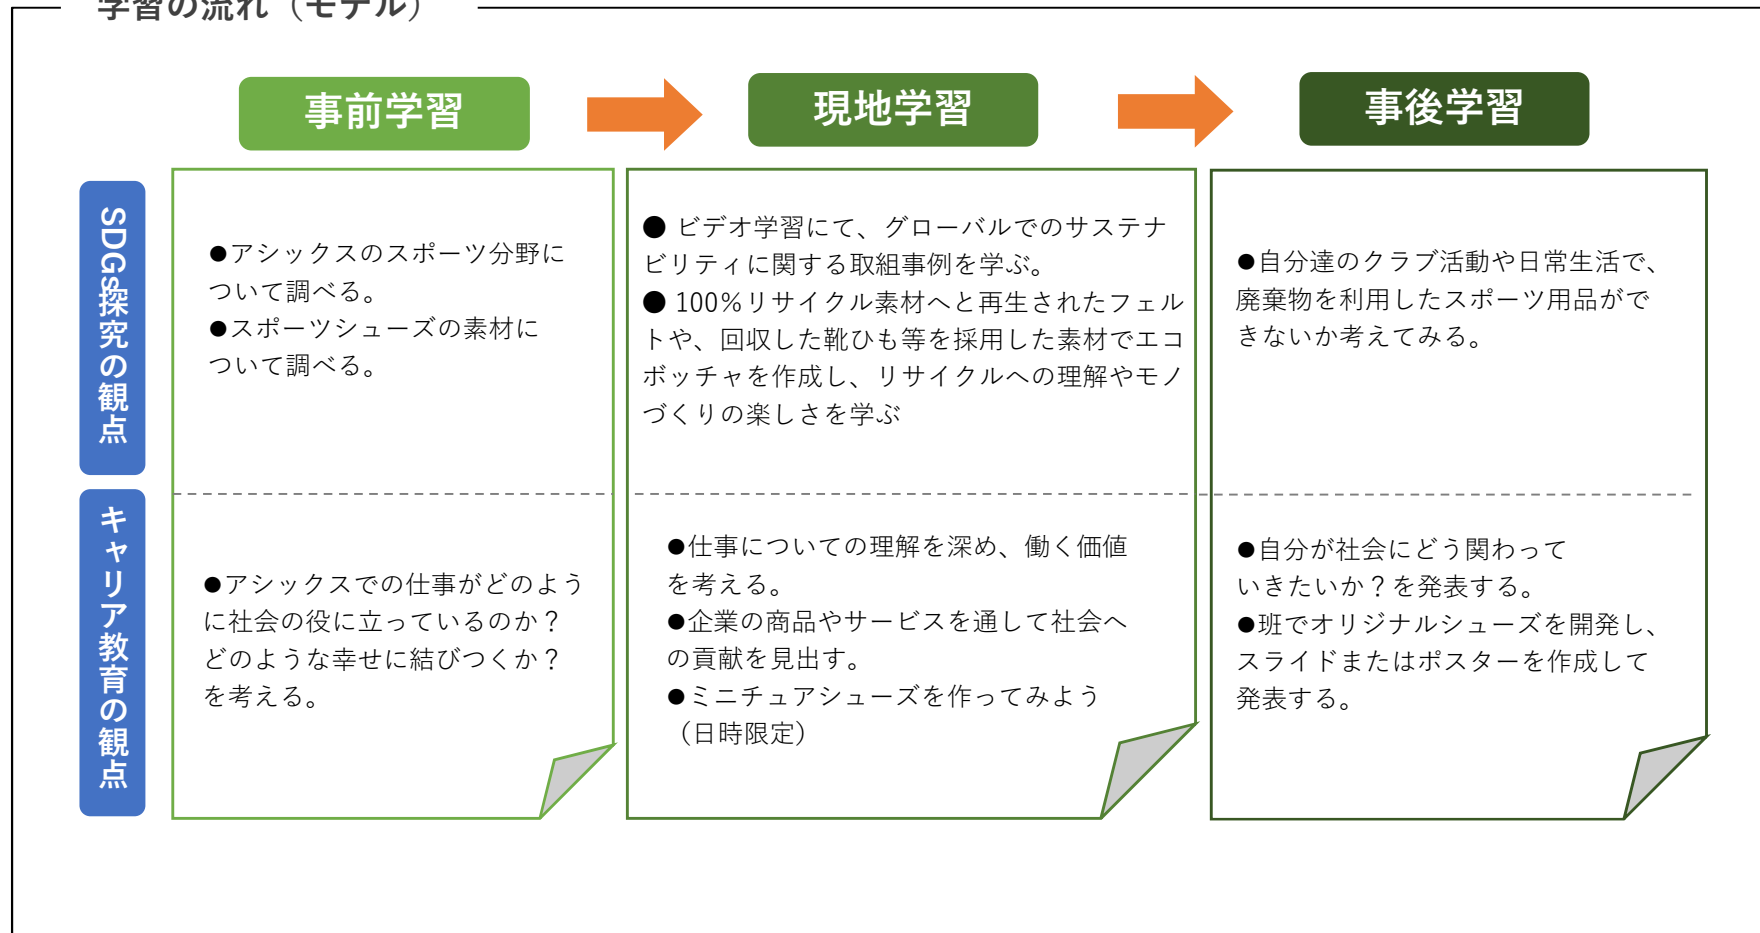 学習の流れ（モデル）
事前学習
現地学習
事後学習
SDGs探究の観点
●アシックスのスポーツ分野に
ついて調べる。
●スポーツシューズの素材に
ついて調べる。
● ビデオ学習にて、グローバルでのサステナ
ビリティに関する取組事例を学ぶ。
● 100%リサイクル素材へと再生されたフェル
トや、回収した靴ひも等を採用した素材でエコ
ボッチャを作成し、リサイクルへの理解やモノ
づくりの楽しさを学ぶ
●自分達のクラブ活動や日常生活で、
廃棄物を利用したスポーツ用品がで
きないか考えてみる。
キャリア教育の観点
●アシックスでの仕事がどのよう
に社会の役に立っているのか？
どのような幸せに結びつくか？
を考える。
●仕事についての理解を深め、働く価値
を考える。
●企業の商品やサービスを通して社会へ
の貢献を見出す。
●ミニチュアシューズを作ってみよう
（日時限定）
●自分が社会にどう関わって
いきたいか？を発表する。
●班でオリジナルシューズを開発し、
スライドまたはポスターを作成して
発表する。